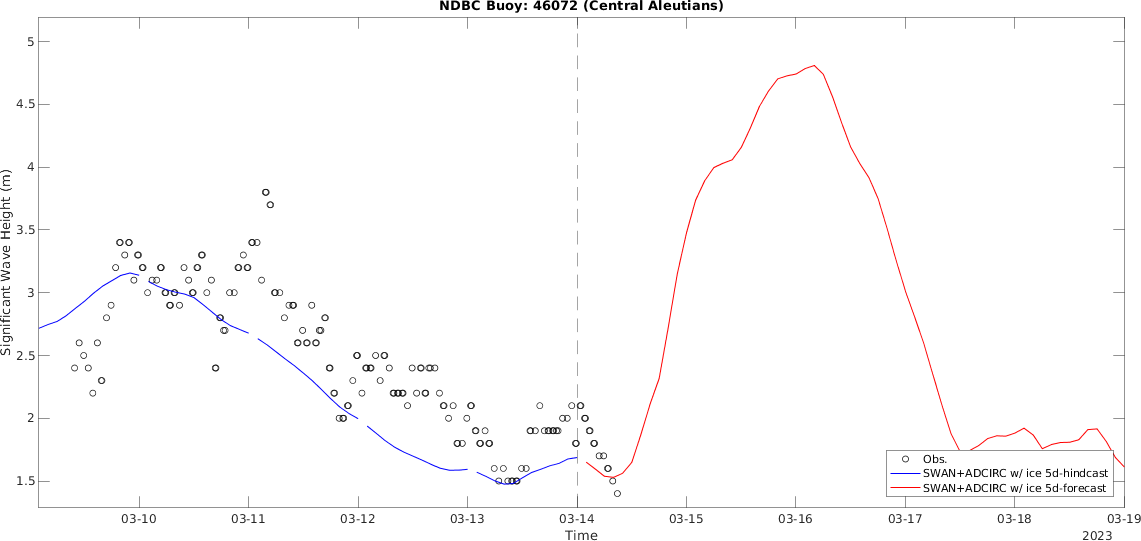 NDBC Buoy: 46072 (Central Aleutians)
5
4.5
4
3.5
3
2.5
2
1.5
Significant Wave Height (m)
Obs.
SWAN+ADCIRC w/ ice 5d-hindcast
SWAN+ADCIRC w/ ice 5d-forecast
03-10 03-11 03-12 03-13 03-14 03-15 03-16 03-17 03-18 03-19
Time
2023